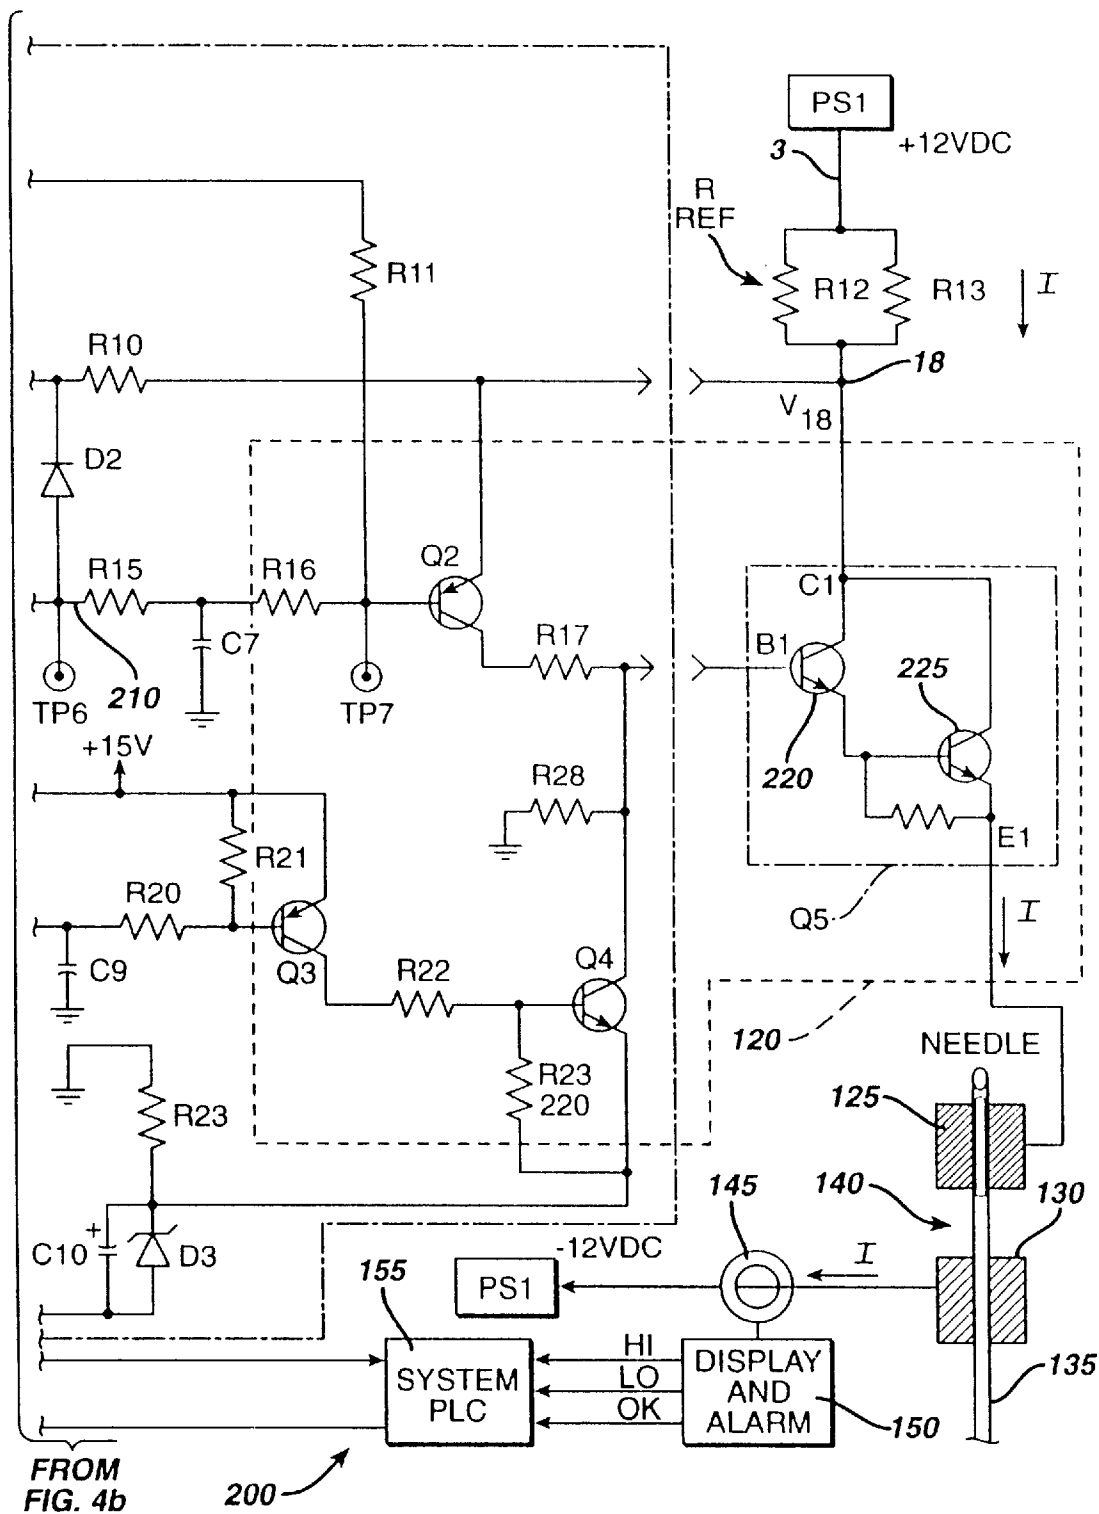 PS1
+12VDC
3
R
REF
R12
R13
I
R11
R10
18
V18
D2
Q2
R15
R16
C1
C7
R17
B1
225
TP6
210
TP7
+15V
220
R28
R21
E1
R20
Q5
I
C9
Q3
R22
Q4
120
NEEDLE
R23
220
125
R23
145
140
130
+
C10
D3
-12VDC
155
I
PS1
HI
LO
OK
SYSTEM
PLC
DISPLAY
AND
ALARM
135
150
FROM
FIG. 4b
200